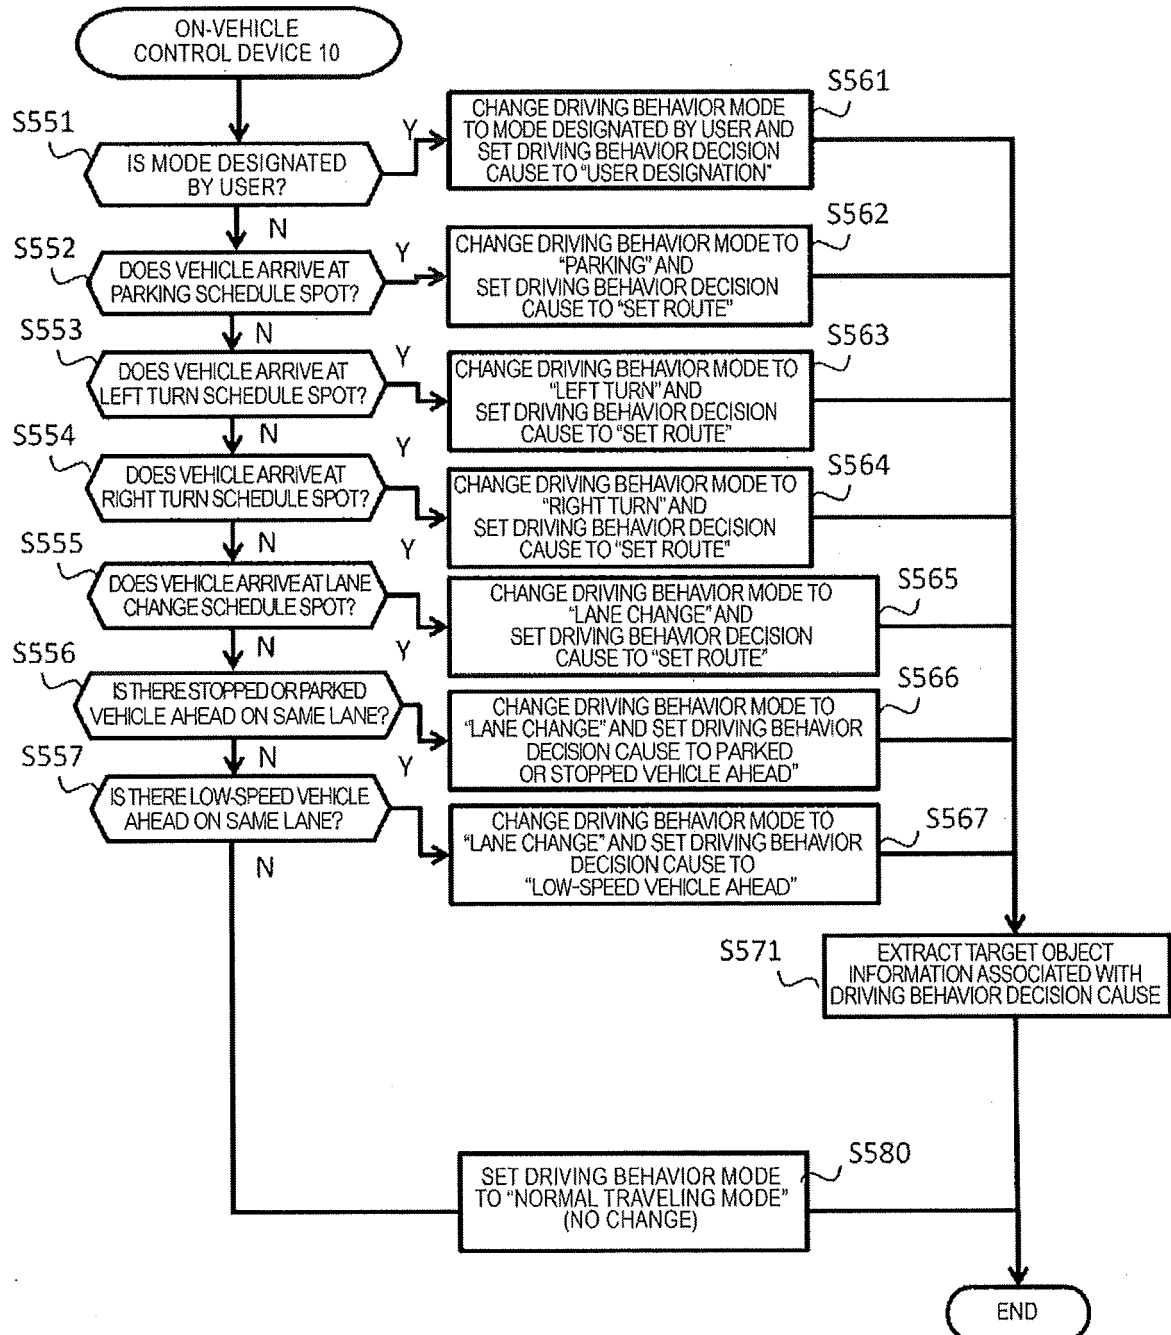 ON-VEHICLE
CONTROL DEVICE 10
S551
IS MODE DESIGNATED
BY USER?
Y
CHANGE DRIVING BEHAVIOR MODE
TO MODE DESIGNATED BY USER AND
SET DRIVING BEHAVIOR DECISION
CAUSE TO "USER DESIGNATION"
S561
N
S552
DOES VEHICLE ARRIVE AT
PARKING SCHEDULE SPOT?
Y
CHANGE DRIVING BEHAVIOR MODE TO
"PARKING" AND
SET DRIVING BEHAVIOR DECISION
CAUSE TO "SET ROUTE"
S562
N
S553
DOES VEHICLE ARRIVE AT
LEFT TURN SCHEDULE SPOT?
Y
CHANGE DRIVING BEHAVIOR MODE TO
"LEFT TURN" AND
SET DRIVING BEHAVIOR DECISION
CAUSE TO "SET ROUTE"
S563
N
S554
DOES VEHICLE ARRIVE AT
RIGHT TURN SCHEDULE SPOT?
Y
CHANGE DRIVING BEHAVIOR MODE TO
"RIGHT TURN" AND
SET DRIVING BEHAVIOR DECISION
CAUSE TO "SET ROUTE"
S564
N
S555
DOES VEHICLE ARRIVE AT LANE
CHANGE SCHEDULE SPOT?
Y
CHANGE DRIVING BEHAVIOR MODE TO
"LANE CHANGE" AND
SET DRIVING BEHAVIOR DECISION
CAUSE TO "SET ROUTE"
S565
N
S556
IS THERE STOPPED OR PARKED
VEHICLE AHEAD ON SAME LANE?
Y
CHANGE DRIVING BEHAVIOR MODE TO
"LANE CHANGE" AND SET DRIVING BEHAVIOR
DECISION CAUSE TO PARKED
OR STOPPED VEHICLE AHEAD"
S566
N
S557
IS THERE LOW-SPEED VEHICLE
AHEAD ON SAME LANE?
Y
CHANGE DRIVING BEHAVIOR MODE TO
"LANE CHANGE" AND SET DRIVING BEHAVIOR
DECISION CAUSE TO
"LOW-SPEED VEHICLE AHEAD"
S567
N
S571
EXTRACT TARGET OBJECT
INFORMATION ASSOCIATED WITH
DRIVING BEHAVIOR DECISION CAUSE
SET DRIVING BEHAVIOR MODE
TO "NORMAL TRAVELING MODE"
(NO CHANGE)
S580
END